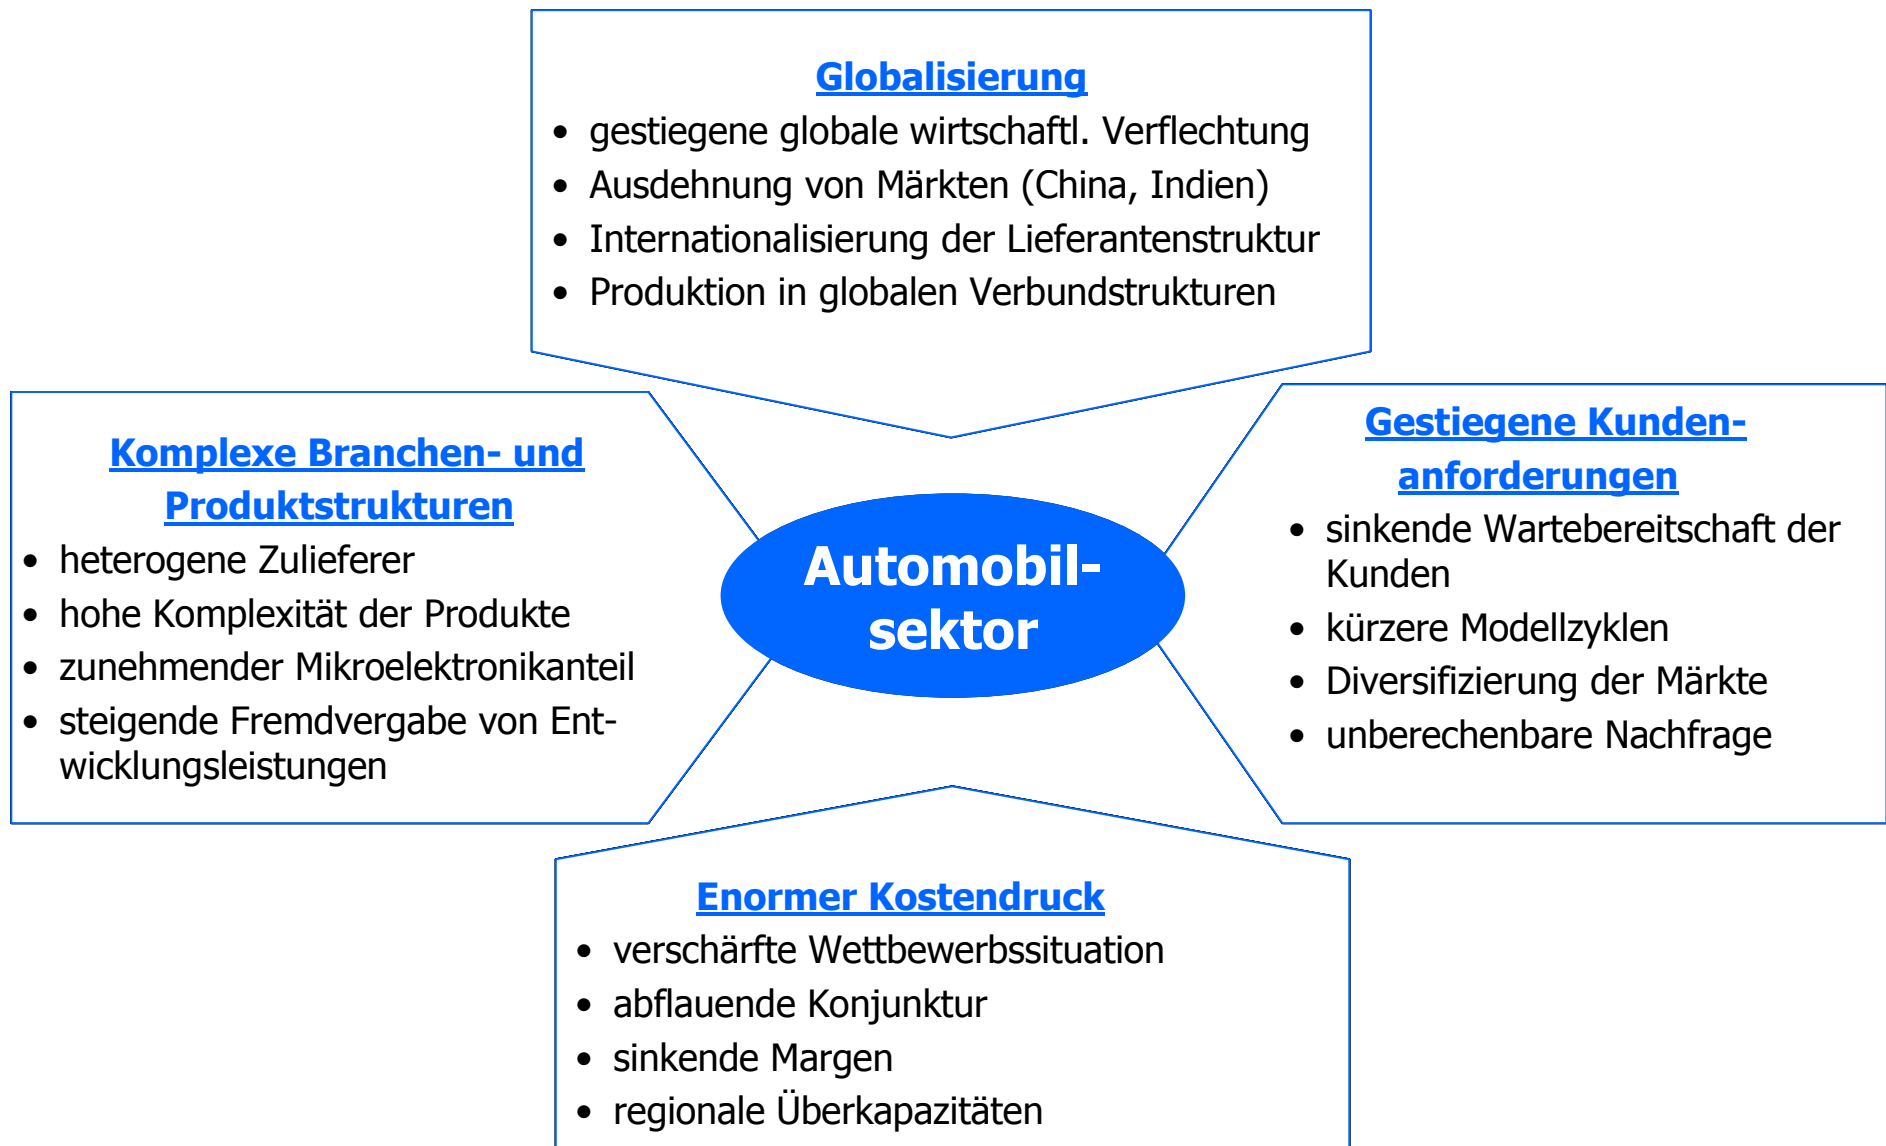 Globalisierung
• gestiegene globale wirtschaftl. Verflechtung
• Ausdehnung von Märkten (China, Indien)
• Internationalisierung der Lieferantenstruktur
• Produktion in globalen Verbundstrukturen
Komplexe Branchen- und
Produktstrukturen
• heterogene Zulieferer
• hohe Komplexität der Produkte
• zunehmender Mikroelektronikanteil
• steigende Fremdvergabe von Ent-
wicklungsleistungen
Automobil-
sektor
Gestiegene Kunden-
anforderungen
• sinkende Wartebereitschaft der
Kunden
• kürzere Modellzyklen
• Diversifizierung der Märkte
• unberechenbare Nachfrage
Enormer Kostendruck
• verschärfte Wettbewerbssituation
• abflauende Konjunktur
• sinkende Margen
• regionale Überkapazitäten